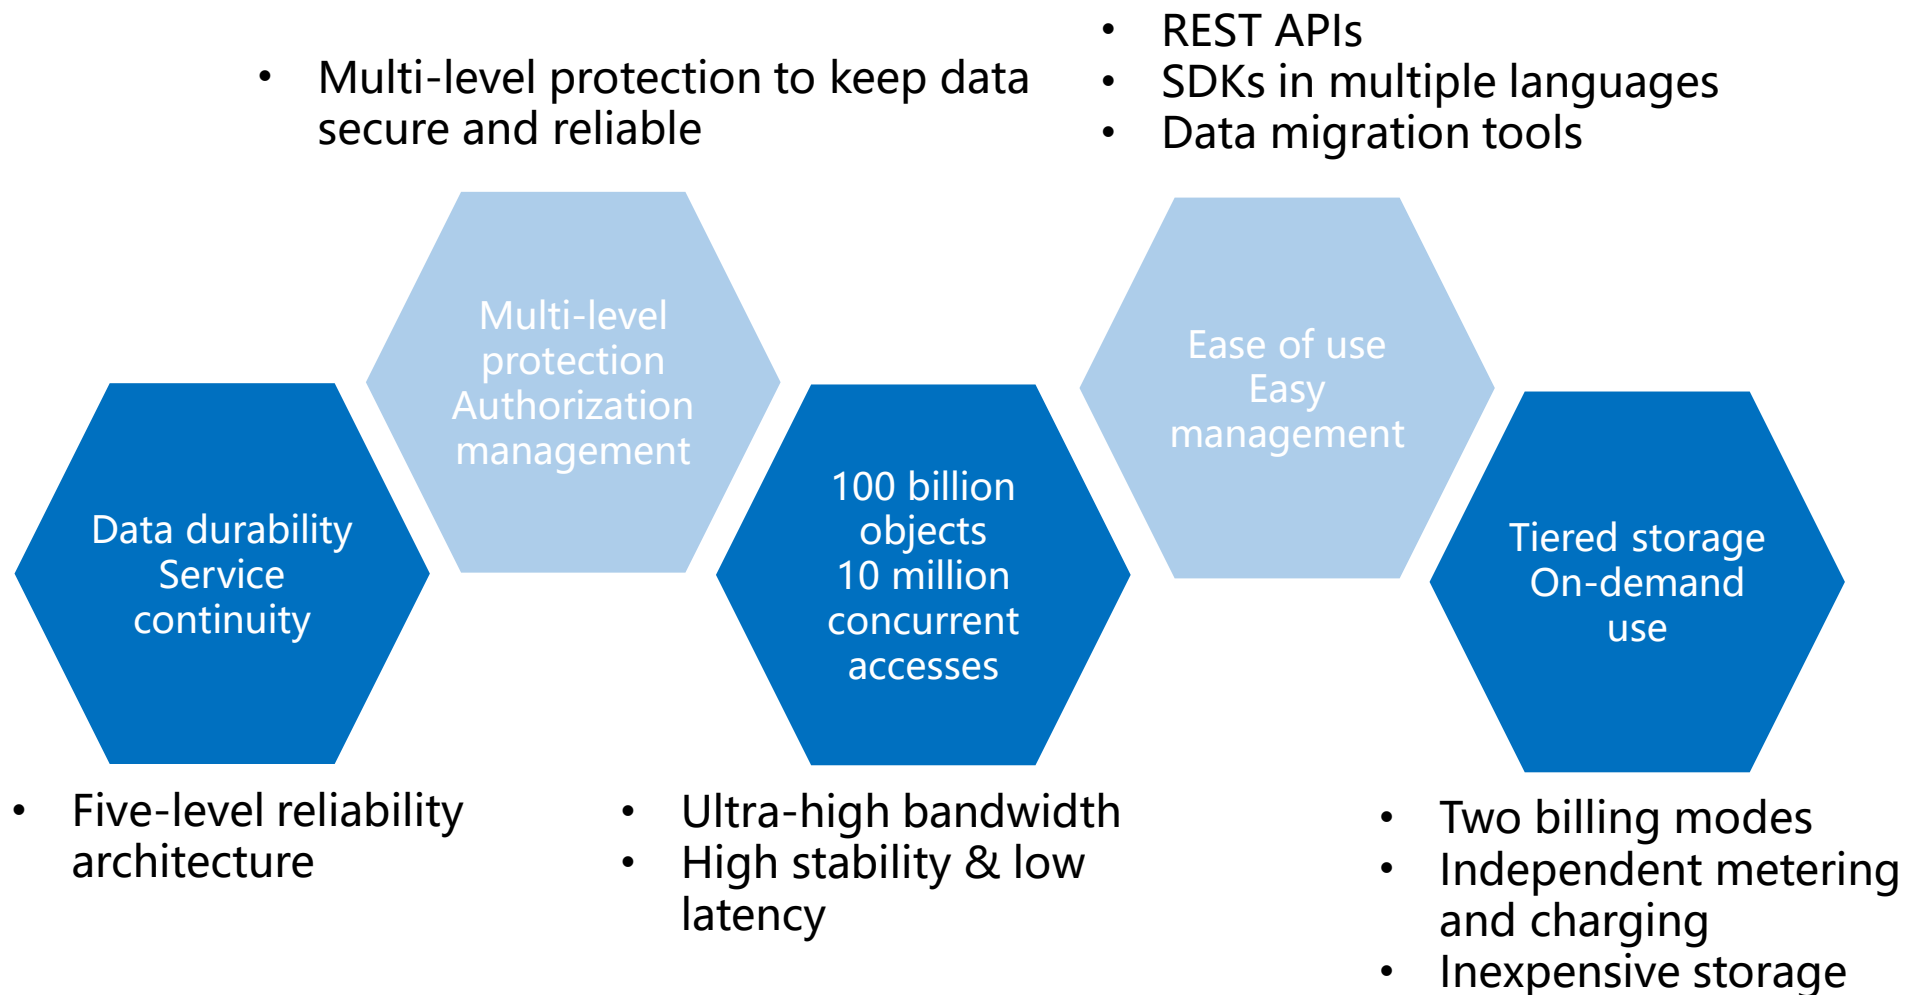 • Multi-level protection to keep data
secure and reliable
• REST APIs
• SDKs in multiple languages
• Data migration tools
Data durability
Service
continuity
Multi-level
protection
Authorization
management
100 billion
objects
10 million
concurrent
accesses
Ease of use
Easy
management
Tiered storage
On-demand
use
• Five-level reliability
architecture
• Ultra-high bandwidth
• High stability & low
latency
• Two billing modes
• Independent metering
and charging
• Inexpensive storage